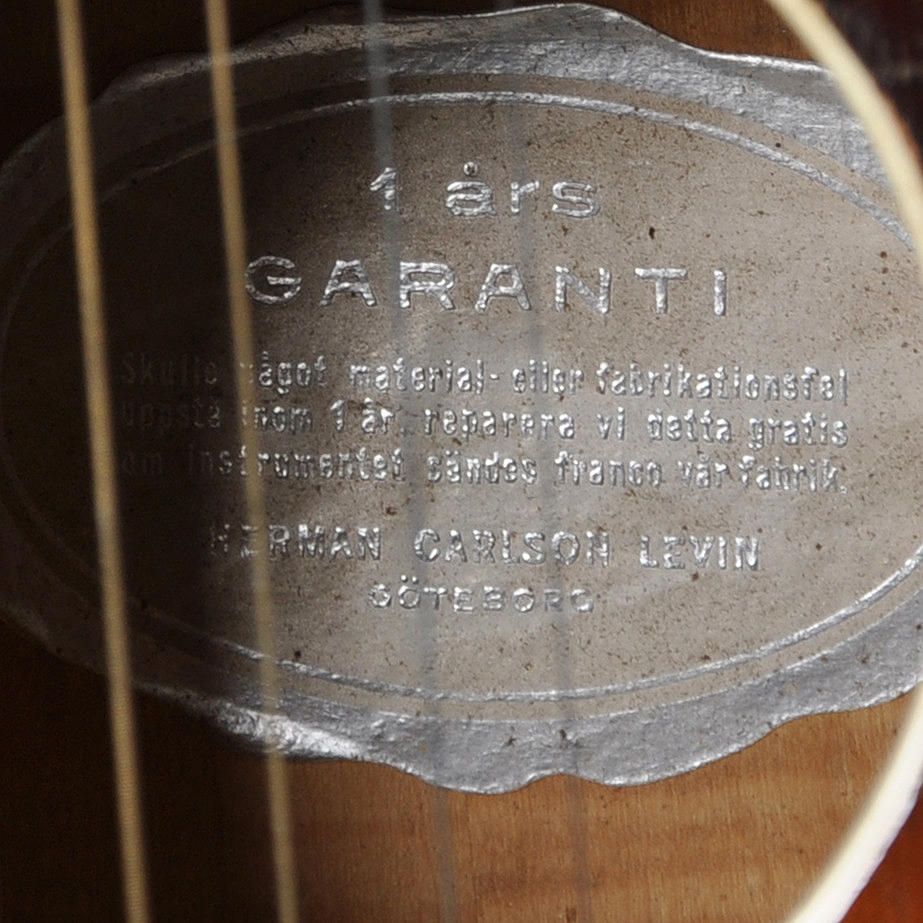 1 års
GARANTI
Skulle något material- eller fabrikationsfel
uppstå inom 1 år, reparera vi detta gratis
om instrumentet sändes franco vår fabrik.
HERMAN CARLSON LEVIN
GÖTEBORG